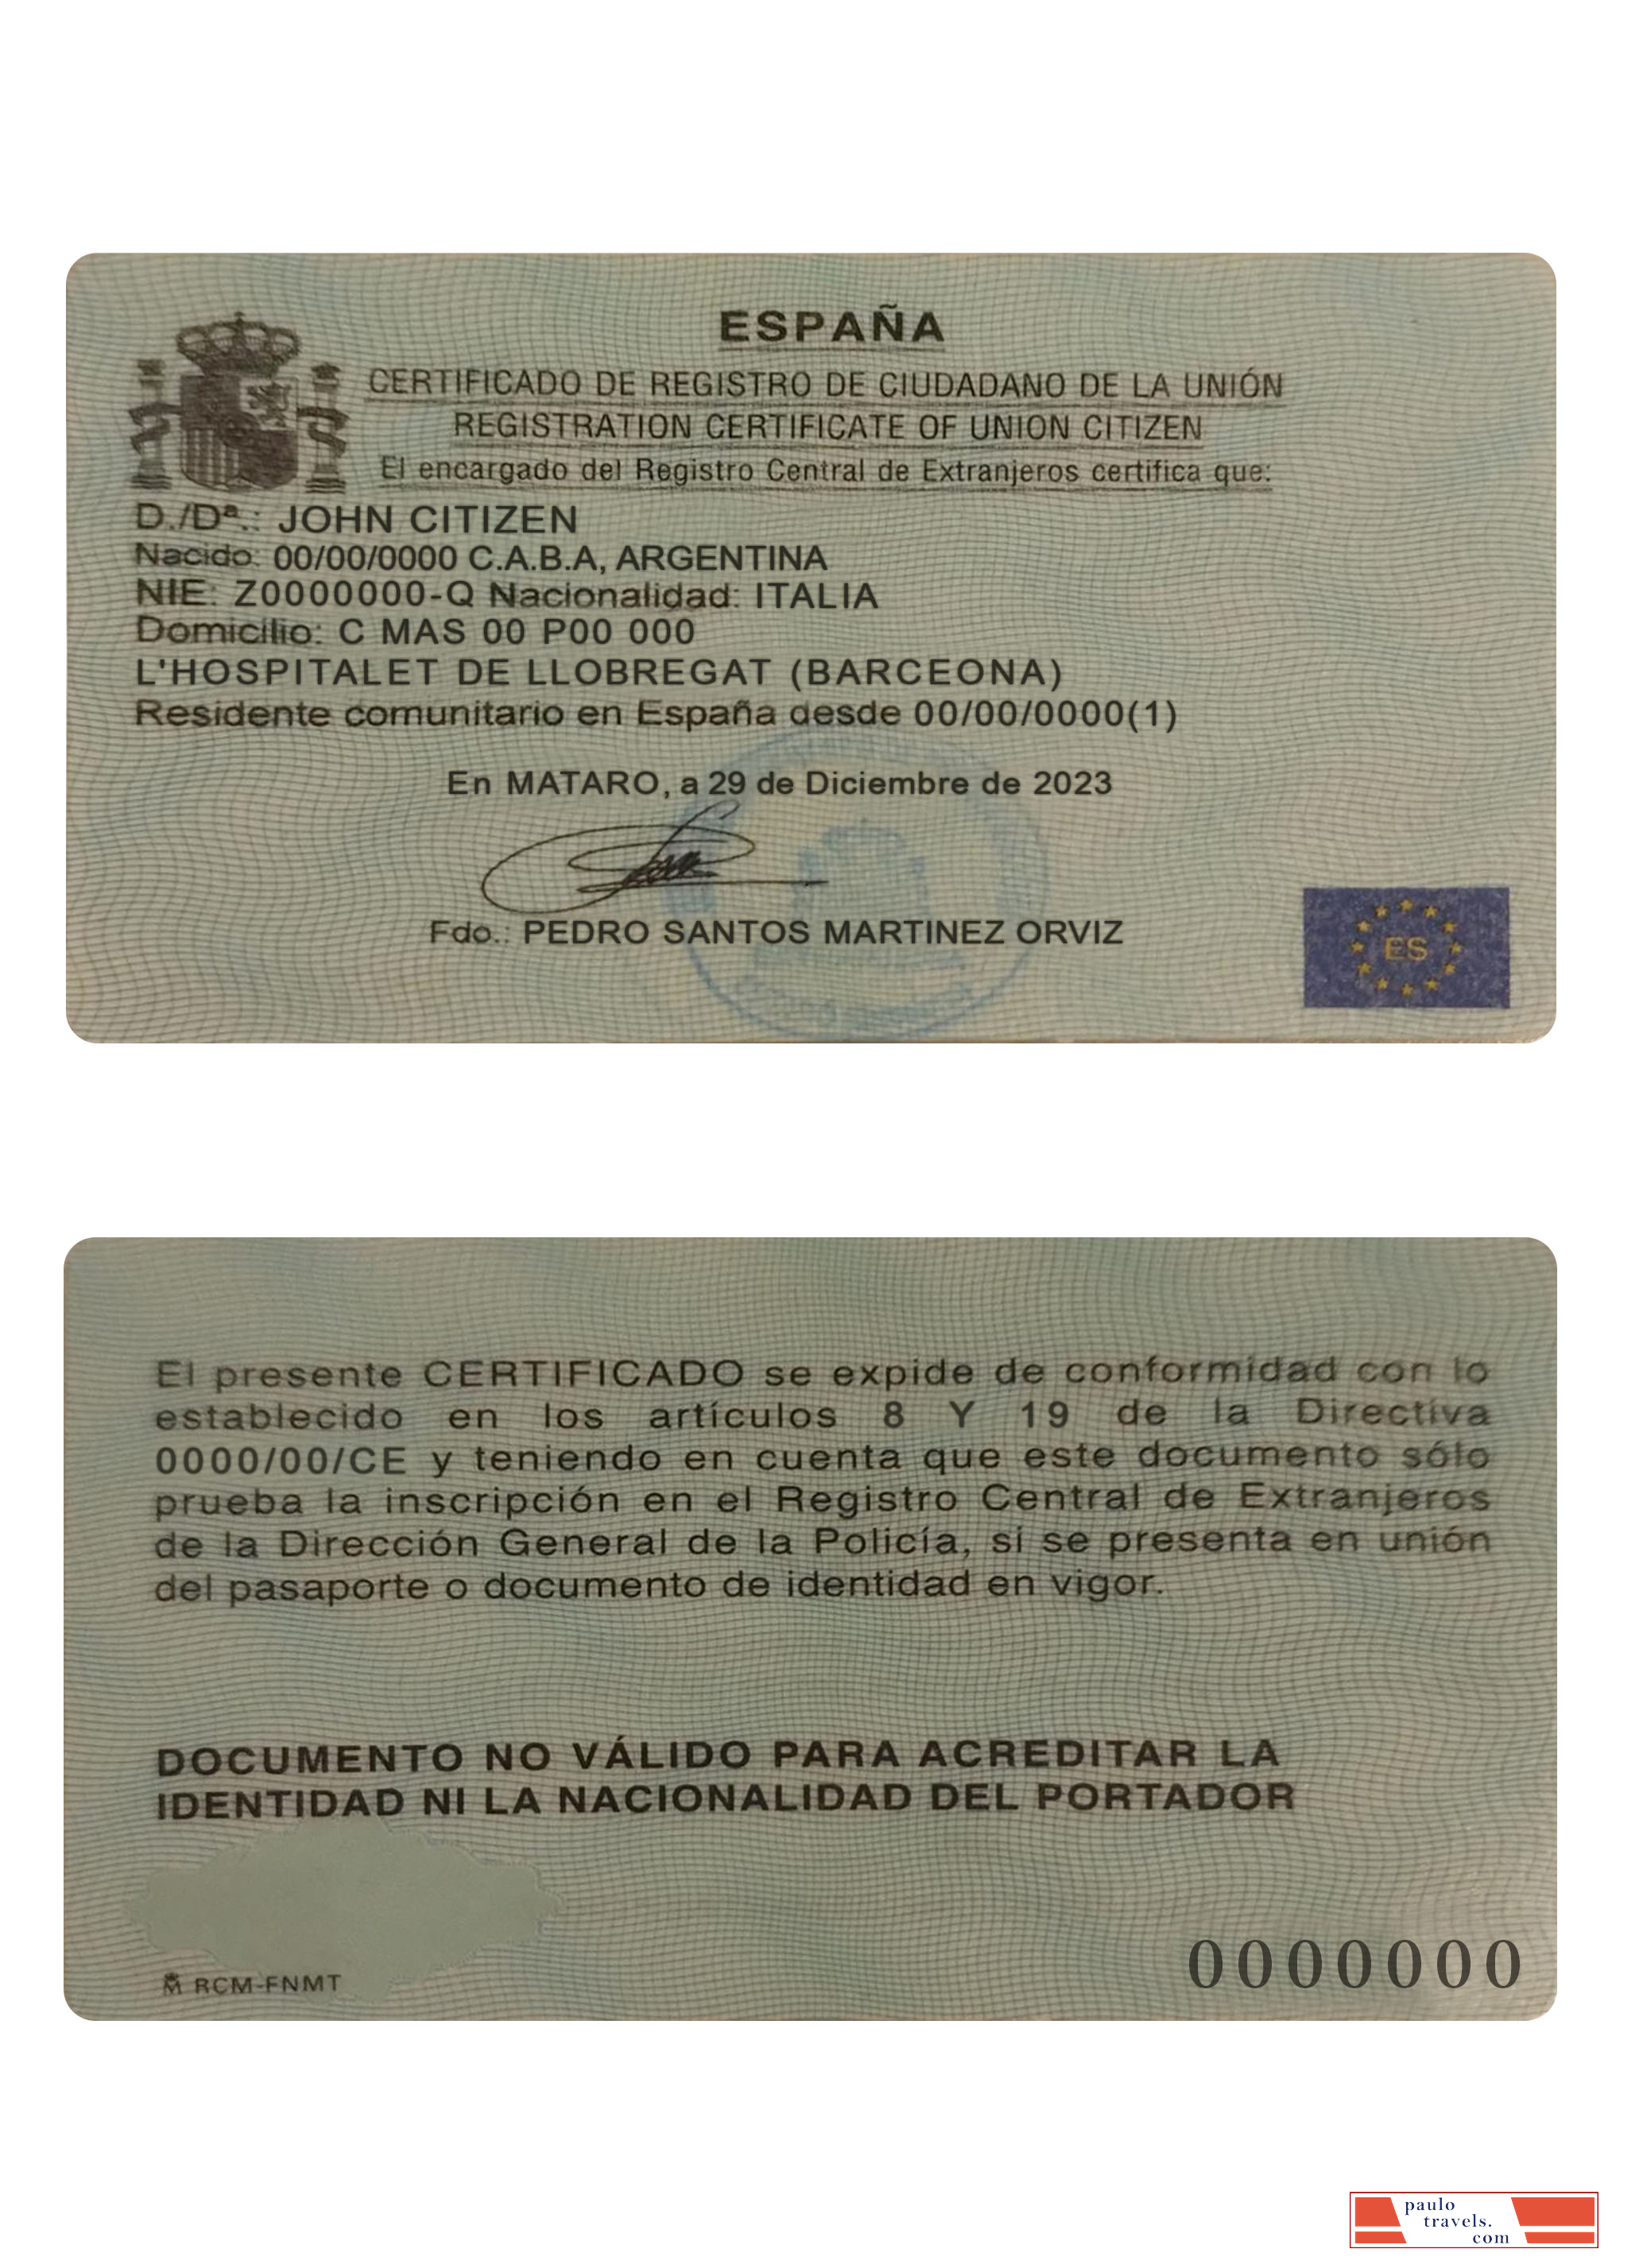 ESPAÑA
CERTIFICADO DE REGISTRO DE CIUDADANO DE LA UNIÓN
REGISTRATION CERTIFICATE OF UNION CITIZEN
El encargado del Registro Central de Extranjeros certifica que:
D./Dª.: JOHN CITIZEN
Nacido: 00/00/0000 C.A.B.A, ARGENTINA
NIE: Z0000000-Q Nacionalidad: ITALIA
Domicilio: C MAS 00 P00 000
L'HOSPITALET DE LLOBREGAT (BARCEONA)
Residente comunitario en España desde 00/00/0000(1)
En MATARO, a 29 de Diciembre de 2023
Fdo.: PEDRO SANTOS MARTINEZ ORVIZ
ES
El presente CERTIFICADO se expide de conformidad con lo
establecido en los artículos 8 Y 19 de la Directiva
0000/00/CE y teniendo en cuenta que este documento sólo
prueba la inscripción en el Registro Central de Extranjeros
de la Dirección General de la Policía, si se presenta en unión
del pasaporte o documento de identidad en vigor.
DOCUMENTO NO VÁLIDO PARA ACREDITAR LA
IDENTIDAD NI LA NACIONALIDAD DEL PORTADOR
RCM-FNMT
0000000
paulo
travels.
com